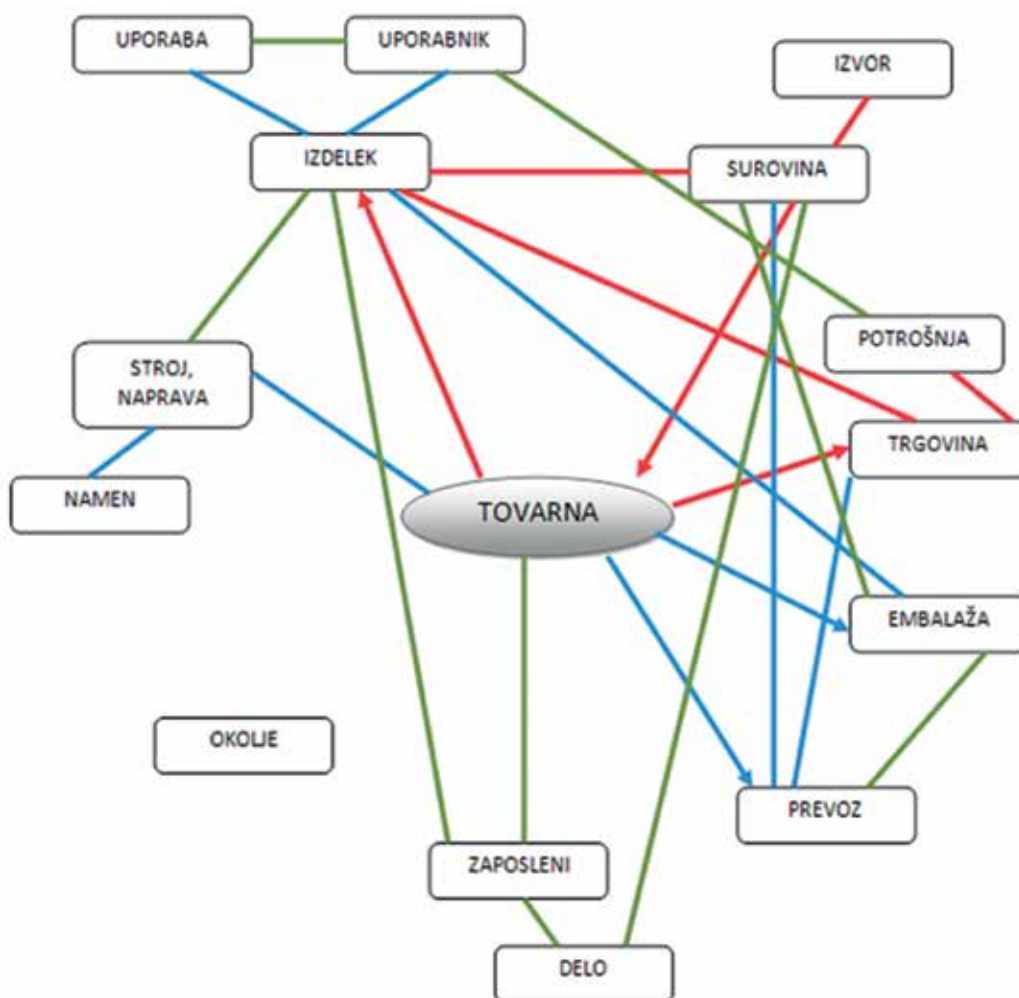 UPORABA
UPORABNIK
IZVOR
IZDELEK
SUROVINA
POTROŠNJA
STROJ,
NAPRAVA
TRGOVINA
NAMEN
TOVARNA
EMBALAŽA
OKOLJE
PREVOZ
ZAPOSLENI
DELO